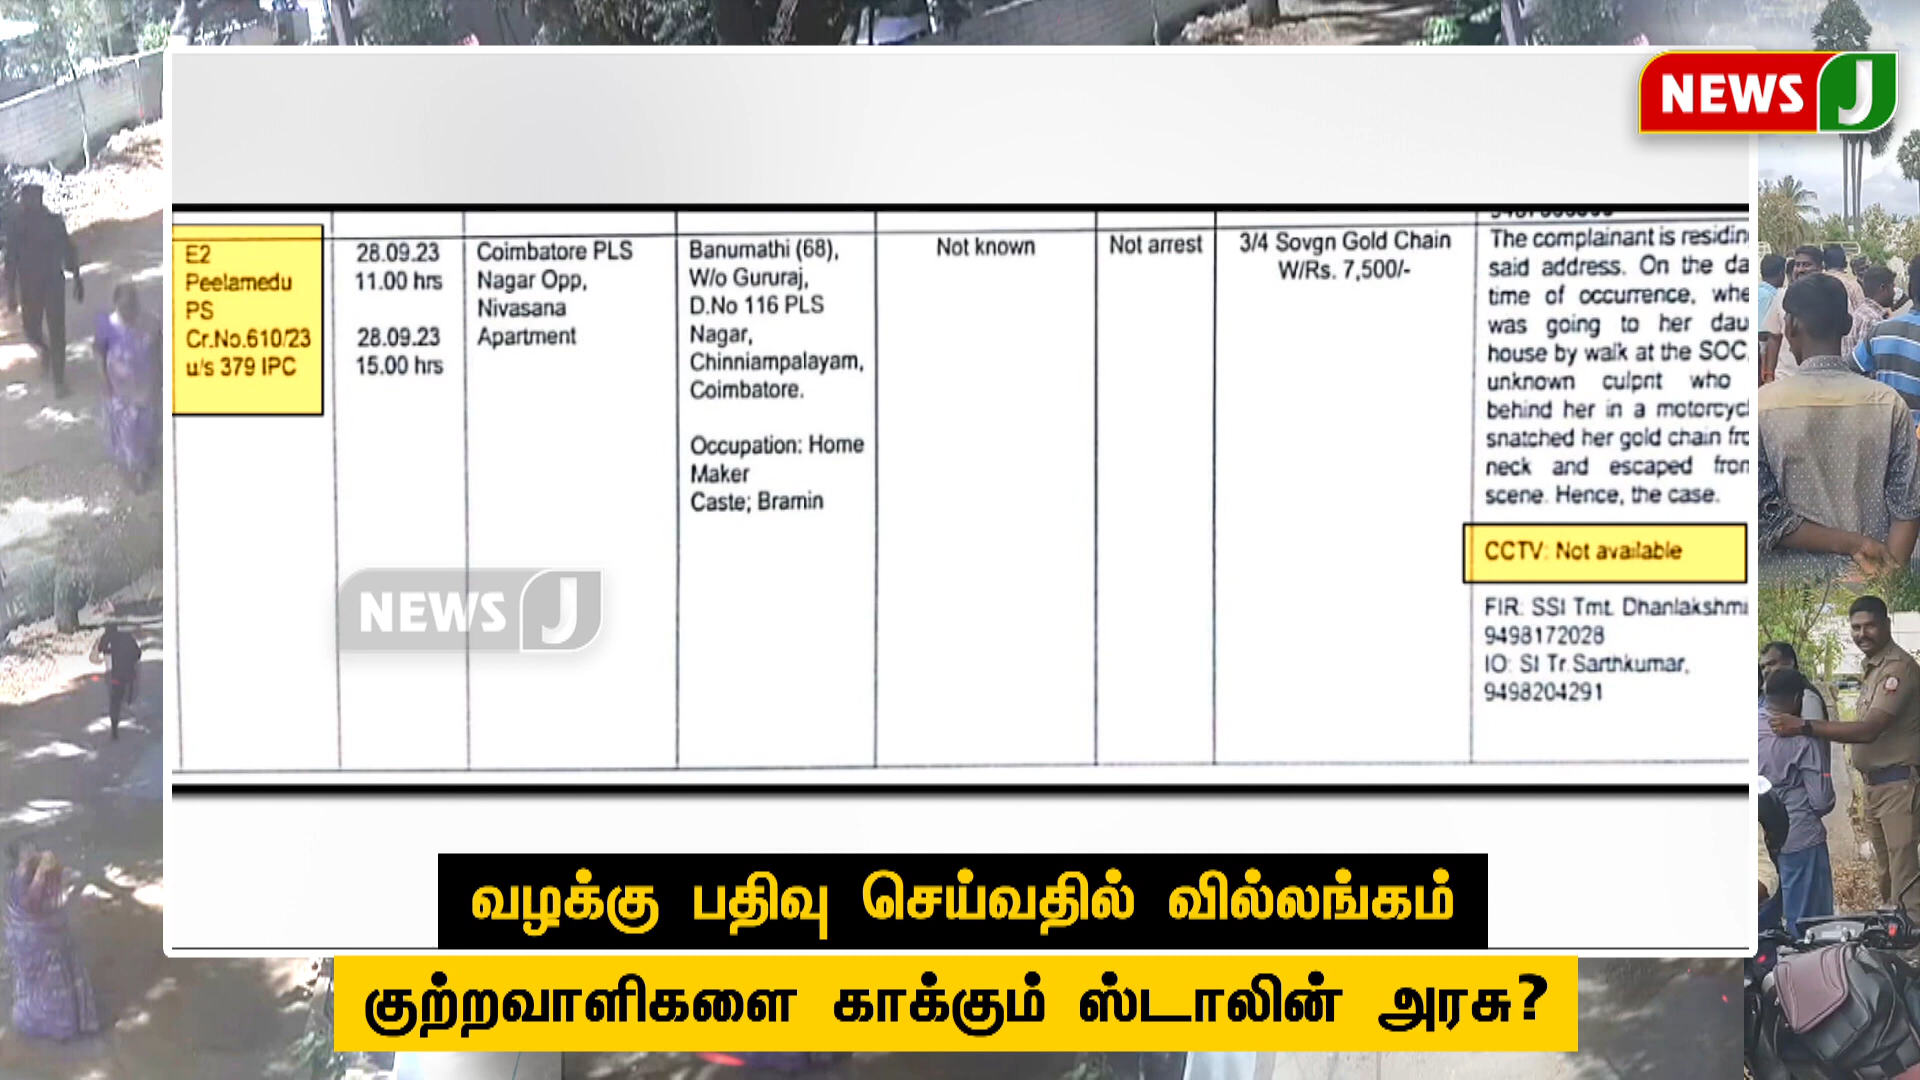 NEWS J
E2
Peelamedu
PS
Cr.No.610/23
u/s 379 IPC
28.09.23
11.00 hrs
28.09.23
15.00 hrs
Coimbatore PLS
Nagar Opp,
Nivasana
Apartment
Banumathi (68),
W/o Gururaj,
D.No 116 PLS
Nagar,
Chinniampalayam,
Coimbatore.
Occupation: Home
Maker
Caste; Bramin
Not known
Not arrest
3/4 Sovgn Gold Chain
W/Rs. 7,500/-
The complainant is residin
said address. On the da
time of occurrence, whe
was going to her dau
house by walk at the SOC,
unknown culprit who
behind her in a motorcycl
snatched her gold chain fro
neck and escaped from
scene. Hence, the case.
CCTV: Not available
FIR: SSI Tmt. Dhanlakshmi
9498172028
IO: SI Tr.Sarthkumar,
9498204291
NEWS J
வழக்கு பதிவு செய்வதில் வில்லங்கம்
குற்றவாளிகளை காக்கும் ஸ்டாலின் அரசு?